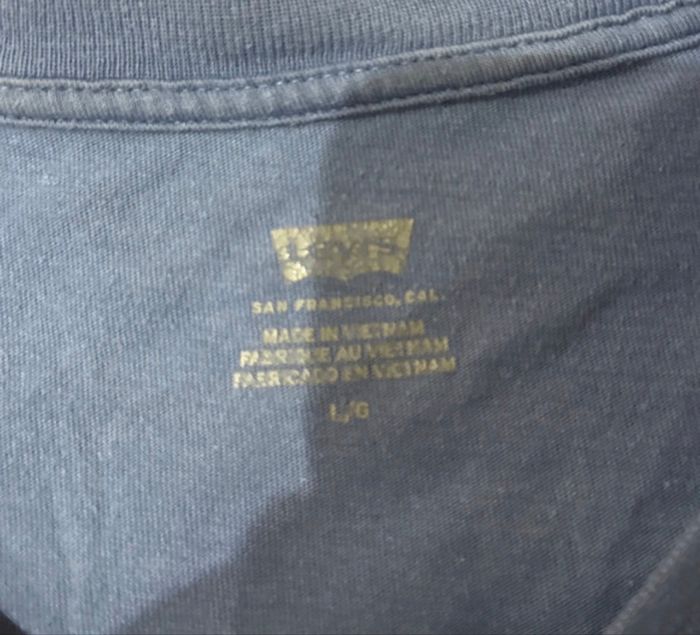 LEVI'S
SAN FRANCISCO, CAL.
MADE IN VIETNAM
FABRIQUE AU VIETNAM
FABRICADO EN VIETNAM
L/G